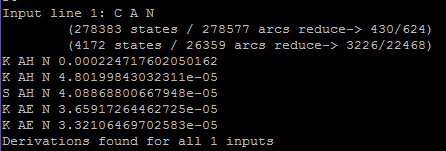 Input line 1: C A N
(278383 states / 278577 arcs reduce-> 430/624)
(4172 states / 26359 arcs reduce-> 3226/22468)
K AH N 0.000224717602050162
K AH N 4.80199843032311e-05
S AH N 4.08868800667948e-05
K AE N 3.65917264462725e-05
K AE N 3.32106469702583e-05
Derivations found for all 1 inputs